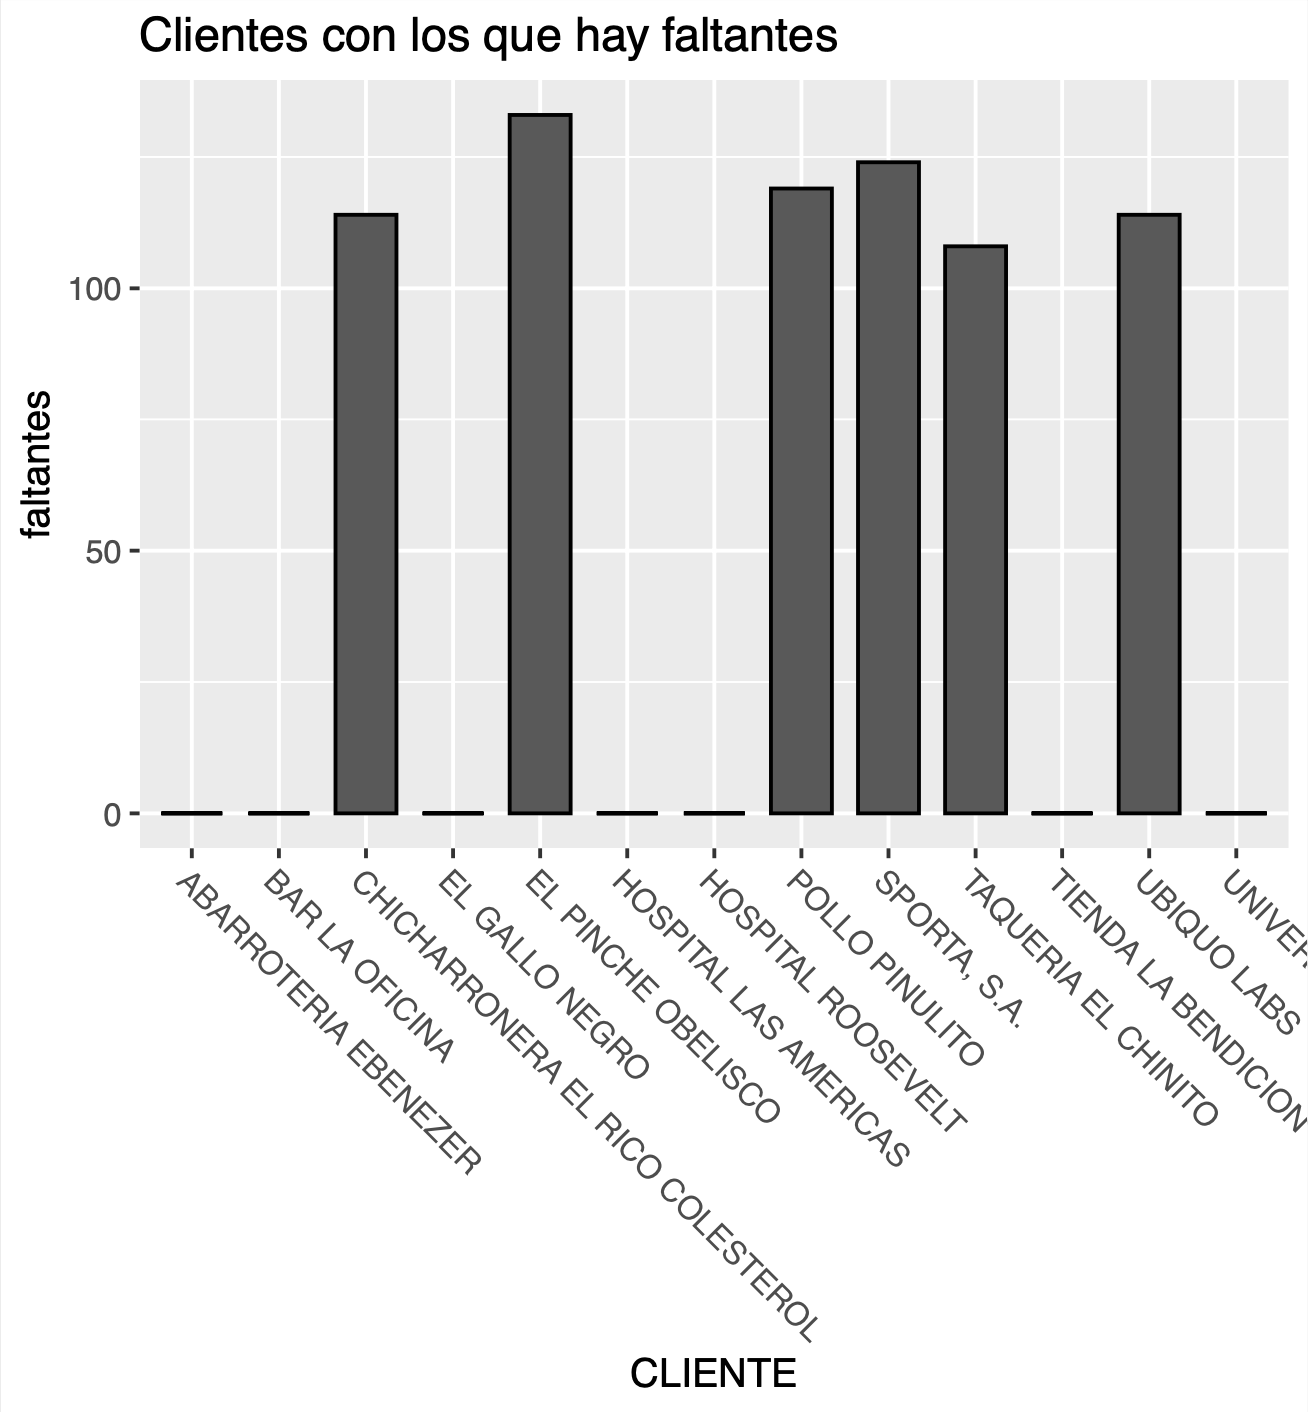 Clientes con los que hay faltantes
faltantes
100
50
0
ABARROTERIA EBENEZER
BAR LA OFICINA
CHICHARRONERA EL RICO COLESTEROL
EL GALLO NEGRO
EL PINCHE OBELISCO
HOSPITAL LAS AMERICAS
HOSPITAL ROOSEVELT
POLLO PINULITO
SPORTA, S.A.
TAQUERIA EL CHINITO
TIENDA LA BENDICION
UBIQUO LABS
CLIENTE